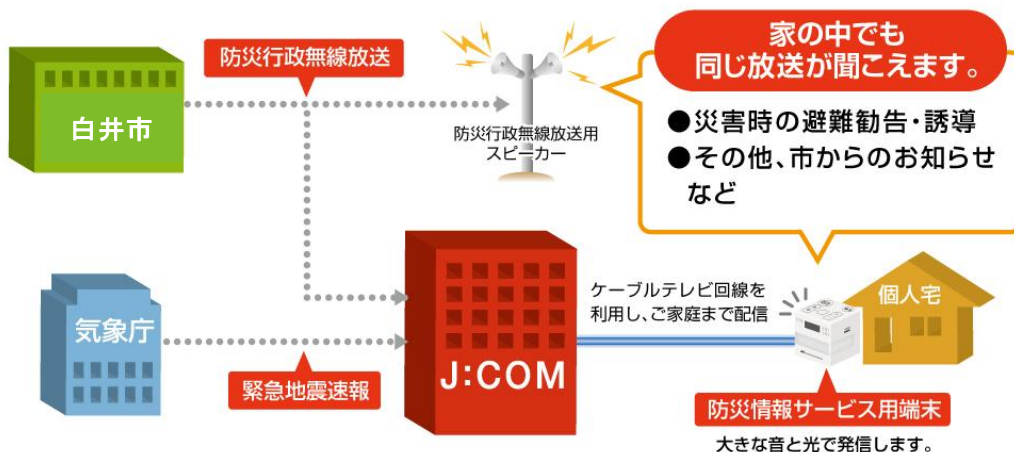 防災行政無線放送
白井市
防災行政無線放送用
スピーカー
家の中でも
同じ放送が聞こえます。
●災害時の避難勧告・誘導
●その他、市からのお知らせ
など
気象庁
緊急地震速報
J:COM
ケーブルテレビ回線を
利用し、ご家庭まで配信
個人宅
防災情報サービス用端末
大きな音と光で発信します。